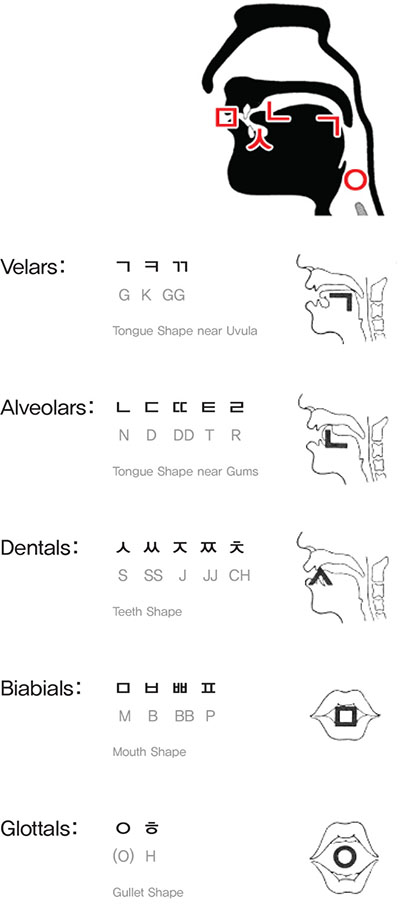 ㅁ ㅅ ㄴ ㄱ ㅇ
Velars: ㄱ ㅋ ㄲ
G K GG
Tongue Shape near Uvula
ㄱ
Alveolars: ㄴ ㄷ ㄸ ㅌ ㄹ
N D DD T R
Tongue Shape near Gums
ㄴ
Dentals: ㅅ ㅆ ㅈ ㅉ ㅊ
S SS J JJ CH
Teeth Shape
ㅅ
Biabials: ㅁ ㅂ ㅃ ㅍ
M B BB P
Mouth Shape
ㅁ
Glottals: ㅇ ㅎ
(O) H
Gullet Shape
ㅇ